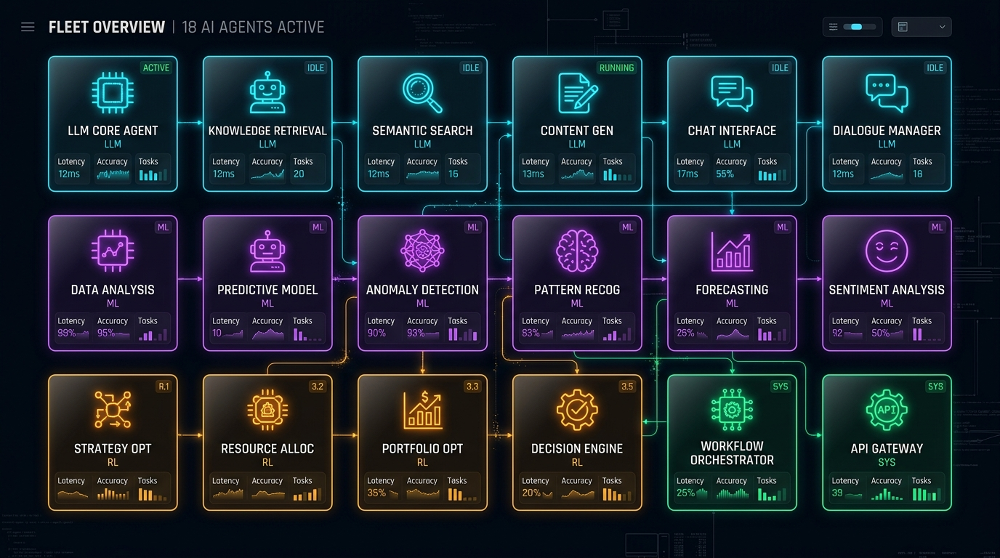 FLEET OVERVIEW | 18 AI AGENTS ACTIVE
ACTIVE
LLM CORE AGENT
LLM
Latency Accuracy Tasks
12ms
IDLE
KNOWLEDGE RETRIEVAL
LLM
Latency Accuracy Tasks
12ms 20
IDLE
SEMANTIC SEARCH
LLM
Latency Accuracy Tasks
12ms 16
RUNNING
CONTENT GEN
LLM
Latency Accuracy Tasks
13ms
IDLE
CHAT INTERFACE
LLM
Latency Accuracy Tasks
17ms 55%
IDLE
DIALOGUE MANAGER
LLM
Latency Accuracy Tasks
12ms 18
ML
DATA ANALYSIS
ML
Latency Accuracy Tasks
99% 95%
ML
PREDICTIVE MODEL
ML
Latency Accuracy Tasks
10
ML
ANOMALY DETECTION
ML
Latency Accuracy Tasks
90% 93%
ML
PATTERN RECOG
ML
Latency Accuracy Tasks
83%
ML
FORECASTING
ML
Latency Accuracy Tasks
25%
ML
SENTIMENT ANALYSIS
ML
Latency Accuracy Tasks
50%
STRATEGY OPT
RL
Latency Accuracy Tasks
3.2
RESOURCE ALLOC
RL
Latency Accuracy Tasks
3.3
$
PORTFOLIO OPT
RL
Latency Accuracy Tasks
35%
3.5
DECISION ENGINE
RL
Latency Accuracy Tasks
20%
SYS
WORKFLOW
ORCHESTRATOR
Latency Accuracy Tasks
25%
SYS
API
API GATEWAY
SYS
Latency Accuracy Tasks
39